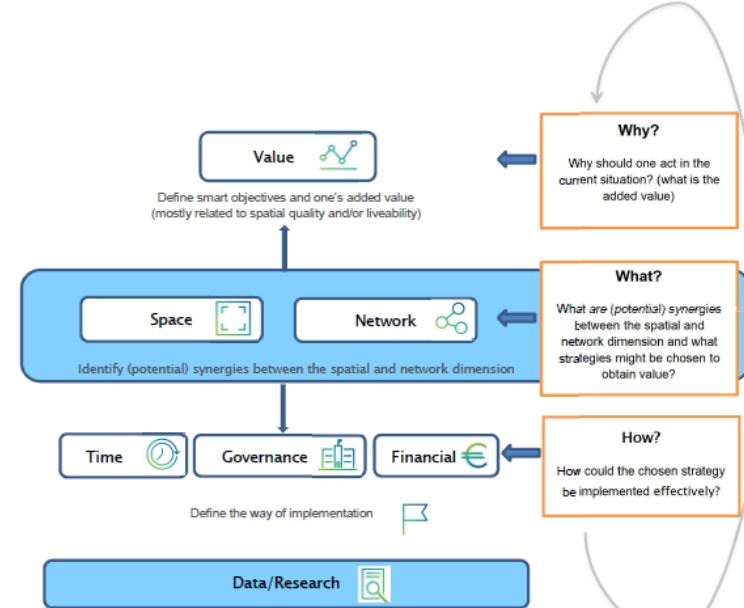 Why?
Why should one act in the
current situation? (what is the
added value)
Value
Define smart objectives and one's added value
(mostly related to spatial quality and/or liveability)
What?
What are (potential) synergies
between the spatial and
network dimension and what
strategies might be chosen to
obtain value?
Space
Network
Identify (potential) synergies between the spatial and network dimension
How?
How could the chosen strategy
be implemented effectively?
Time
Governance
Financial €
Define the way of implementation
Data/Research